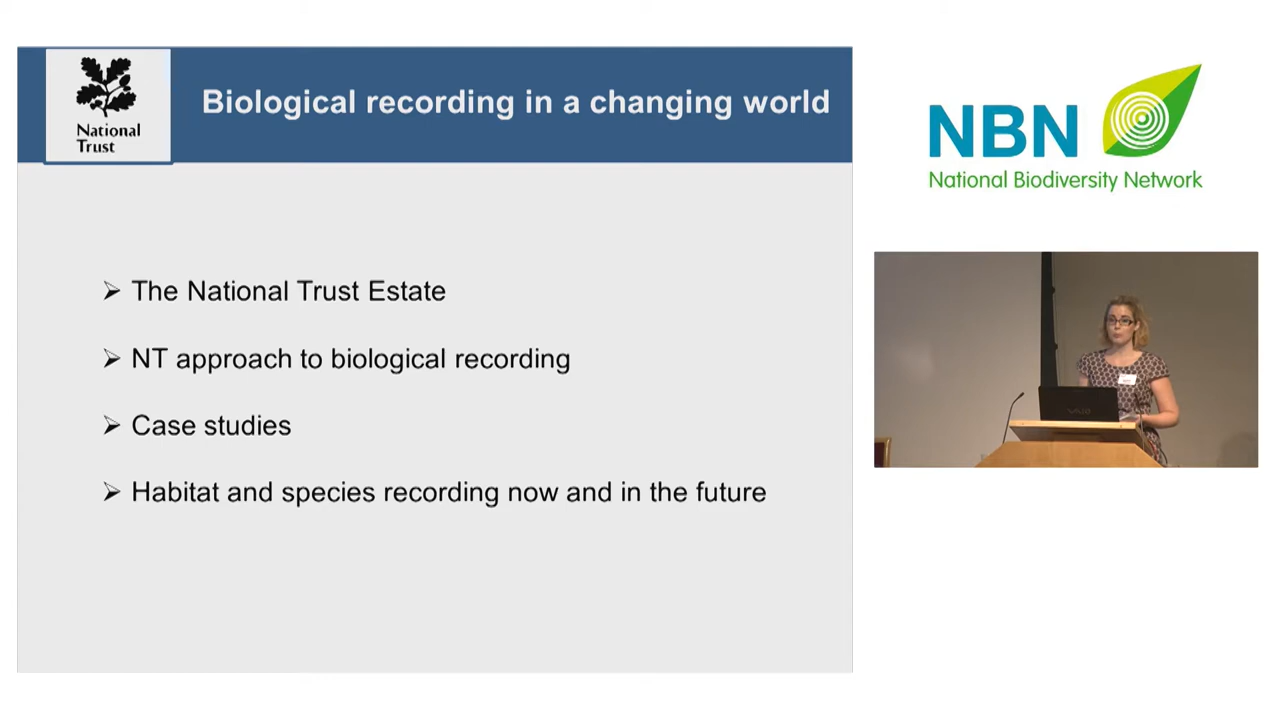 National
Trust
Biological recording in a changing world
➢ The National Trust Estate
➢ NT approach to biological recording
➢ Case studies
➢ Habitat and species recording now and in the future
NBN
National Biodiversity Network
VAIO